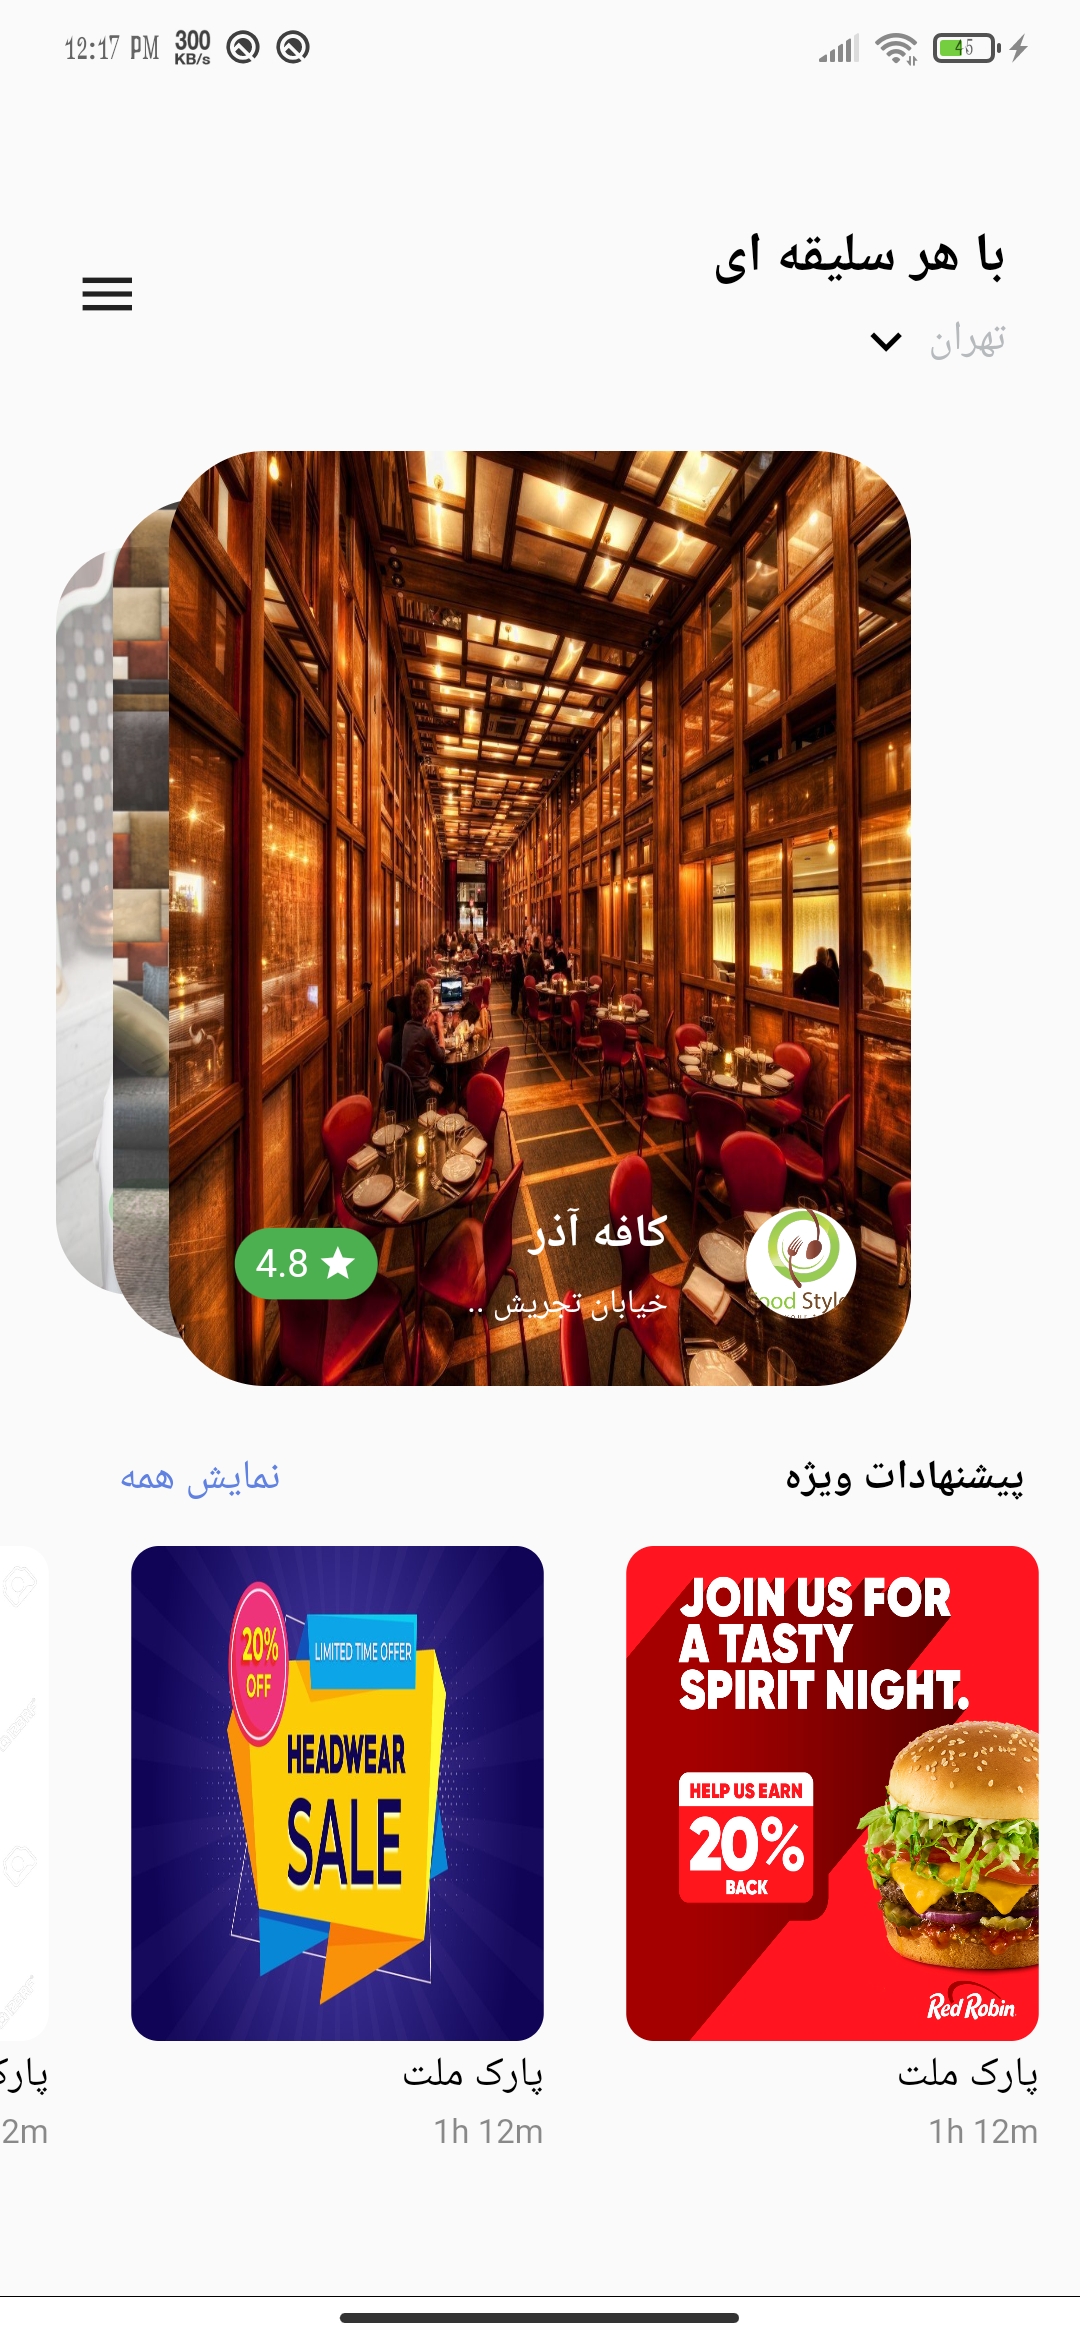 12:17 PM
300
KB/s
45
با هر سلیقه ای
تهران
کافه آذر
خیابان تجریش ..
4.8
ood Style
پیشنهادات ویژه
نمایش همه
JOIN US FOR
A TASTY
SPIRIT NIGHT.
HELP US EARN
20%
BACK
Red Robin
پارک ملت
1h 12m
20%
OFF
LIMITED TIME OFFER
HEADWEAR
SALE
پارک ملت
1h 12m
پارک
2m